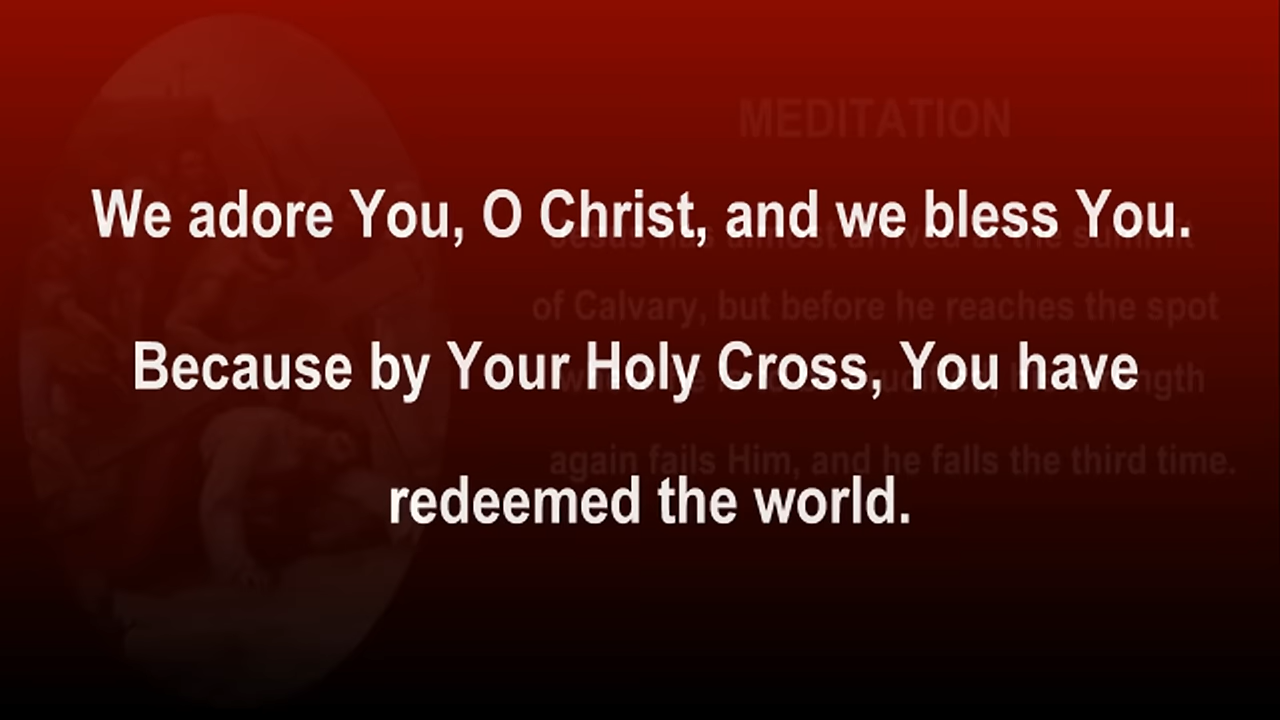 MEDITATION
We adore You, O Christ, and we bless You.
of Calvary, but before he reaches the spot
Because by Your Holy Cross, You have
again fails Him, and he falls the third time.
redeemed the world.